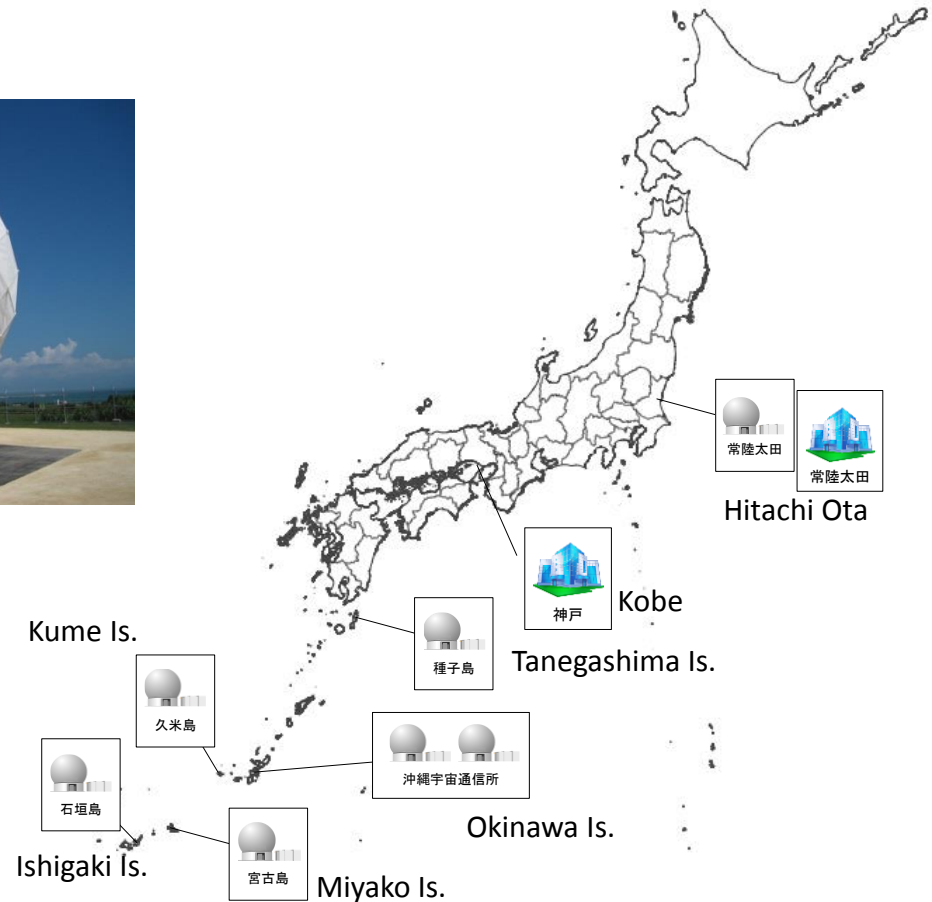 常陸太田
常陸太田
Hitachi Ota
神戸
Kobe
種子島
Tanegashima Is.
Kume Is.
久米島
沖縄宇宙通信所
Okinawa Is.
石垣島
Ishigaki Is.
宮古島
Miyako Is.